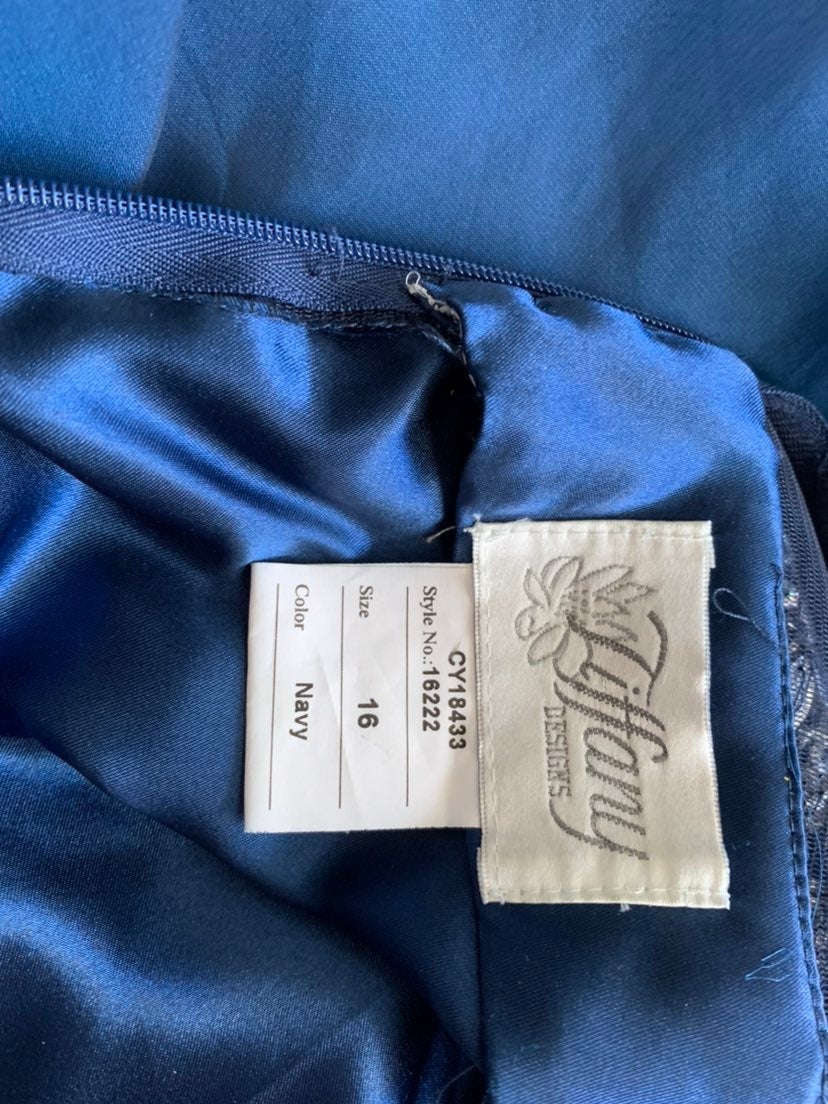 Tiffany
DESIGNS
CY18433
Style No.:16222
Size 16
Color Navy